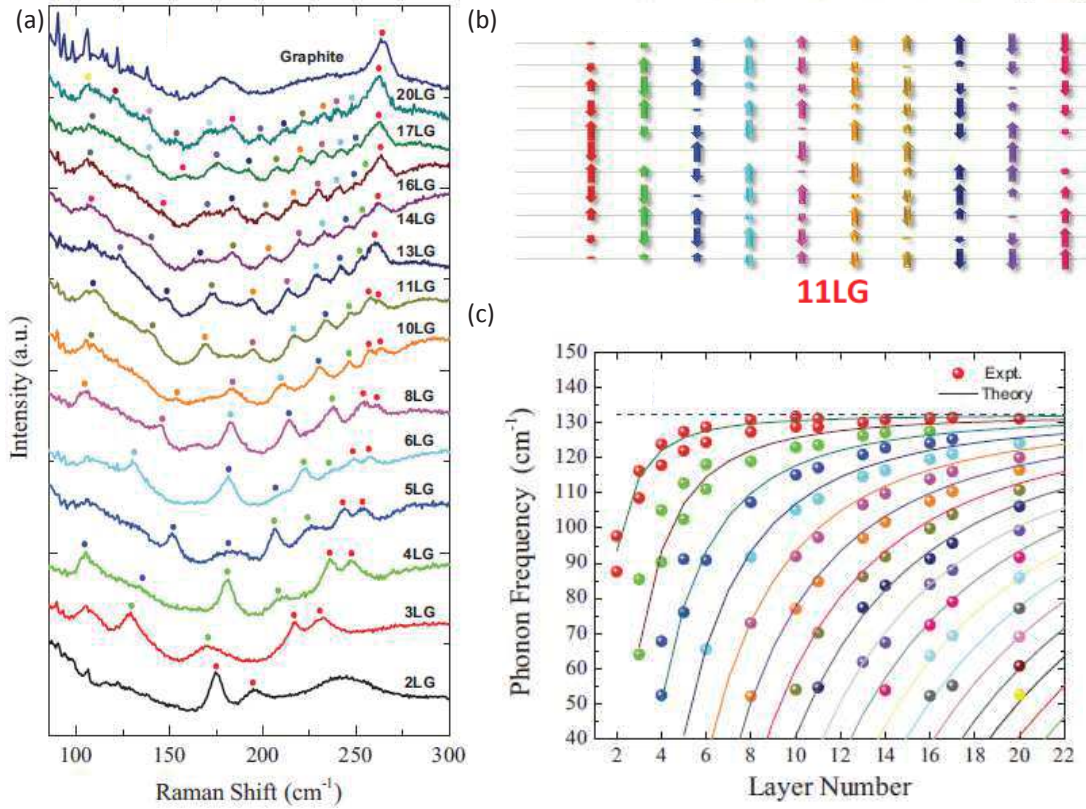 (a)
Graphite
20LG
17LG
16LG
14LG
13LG
11LG
10LG
8LG
6LG
5LG
4LG
3LG
2LG
Intensity (a.u.)
100 150 200 250 300
Raman Shift (cm⁻¹)
(b)
11LG
(c)
150
140
130
120
110
100
90
80
70
60
50
40
Expt.
Theory
Phonon Frequency (cm⁻¹)
2 4 6 8 10 12 14 16 18 20 22
Layer Number